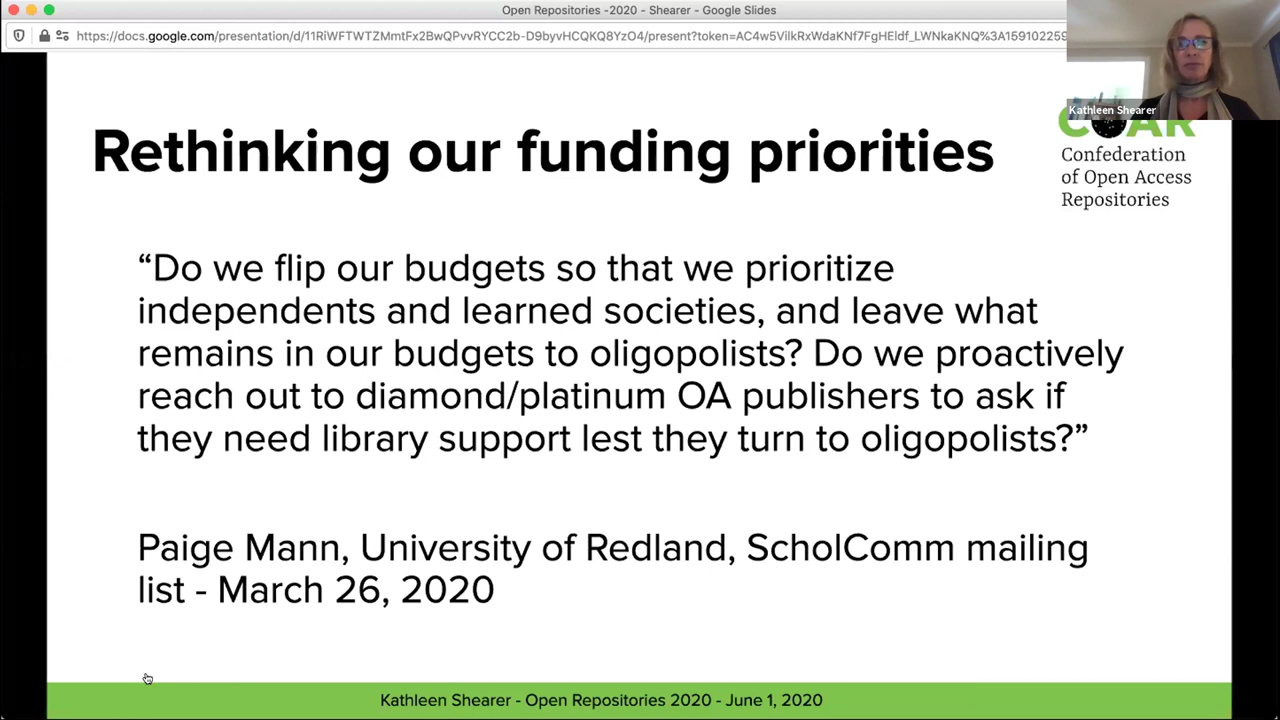 Open Repositories -2020 - Shearer - Google Slides
https://docs.google.com/presentation/d/11RiWFTWTZMmtFx2BwQPvvRYCC2b-D9byvHCQKQ8YzO4/present?token=AC4w5VilkRxWdaKNf7FgHEldf_LWNkaKNQ%3A15910225
Kathleen Shearer
COAR
Confederation
of Open Access
Repositories
Rethinking our funding priorities
“Do we flip our budgets so that we prioritize
independents and learned societies, and leave what
remains in our budgets to oligopolists? Do we proactively
reach out to diamond/platinum OA publishers to ask if
they need library support lest they turn to oligopolists?”
Paige Mann, University of Redland, ScholComm mailing
list - March 26, 2020
Kathleen Shearer - Open Repositories 2020 - June 1, 2020